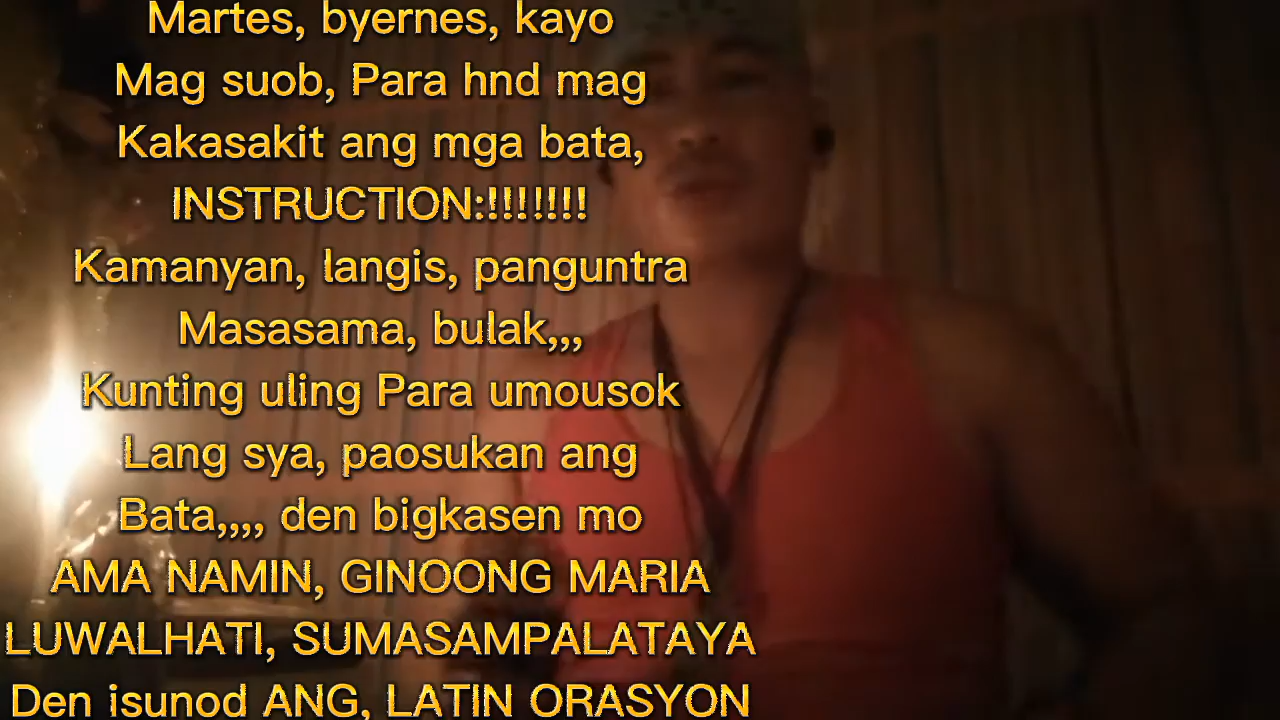 Martes, byernes, kayo
Mag suob, Para hnd mag
Kakasakit ang mga bata,
INSTRUCTION:!!!!!!!!
Kamanyan, langis, panguntra
Masasama, bulak,,,
Kunting uling Para umousok
Lang sya, paosukan ang
Bata,,,, den bigkasen mo
AMA NAMIN, GINOONG MARIA
LUWALHATI, SUMASAMPALATAYA
Den isunod ANG, LATIN ORASYON